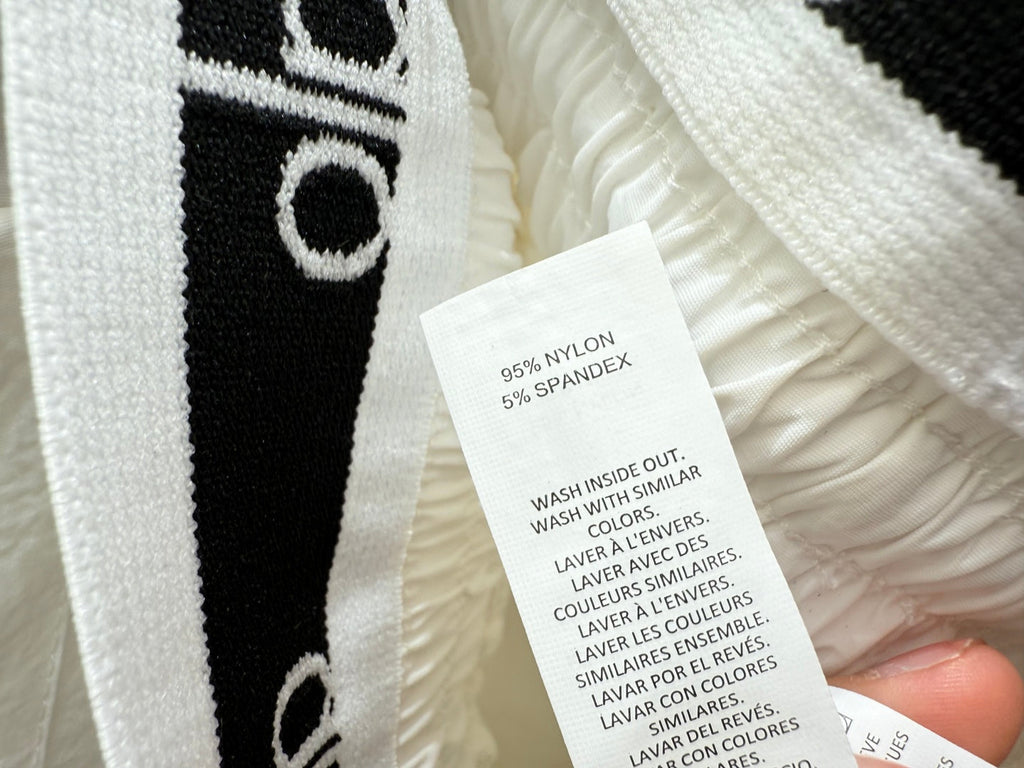 95% NYLON
5% SPANDEX
WASH INSIDE OUT.
WASH WITH SIMILAR
COLORS.
LAVER À L'ENVERS.
LAVER AVEC DES
COULEURS SIMILAIRES.
LAVER À L'ENVERS.
LAVER LES COULEURS
SIMILAIRES ENSEMBLE.
LAVAR POR EL REVÉS.
LAVAR CON COLORES
SIMILARES.
LAVAR DEL REVÉS.
CON COLORES